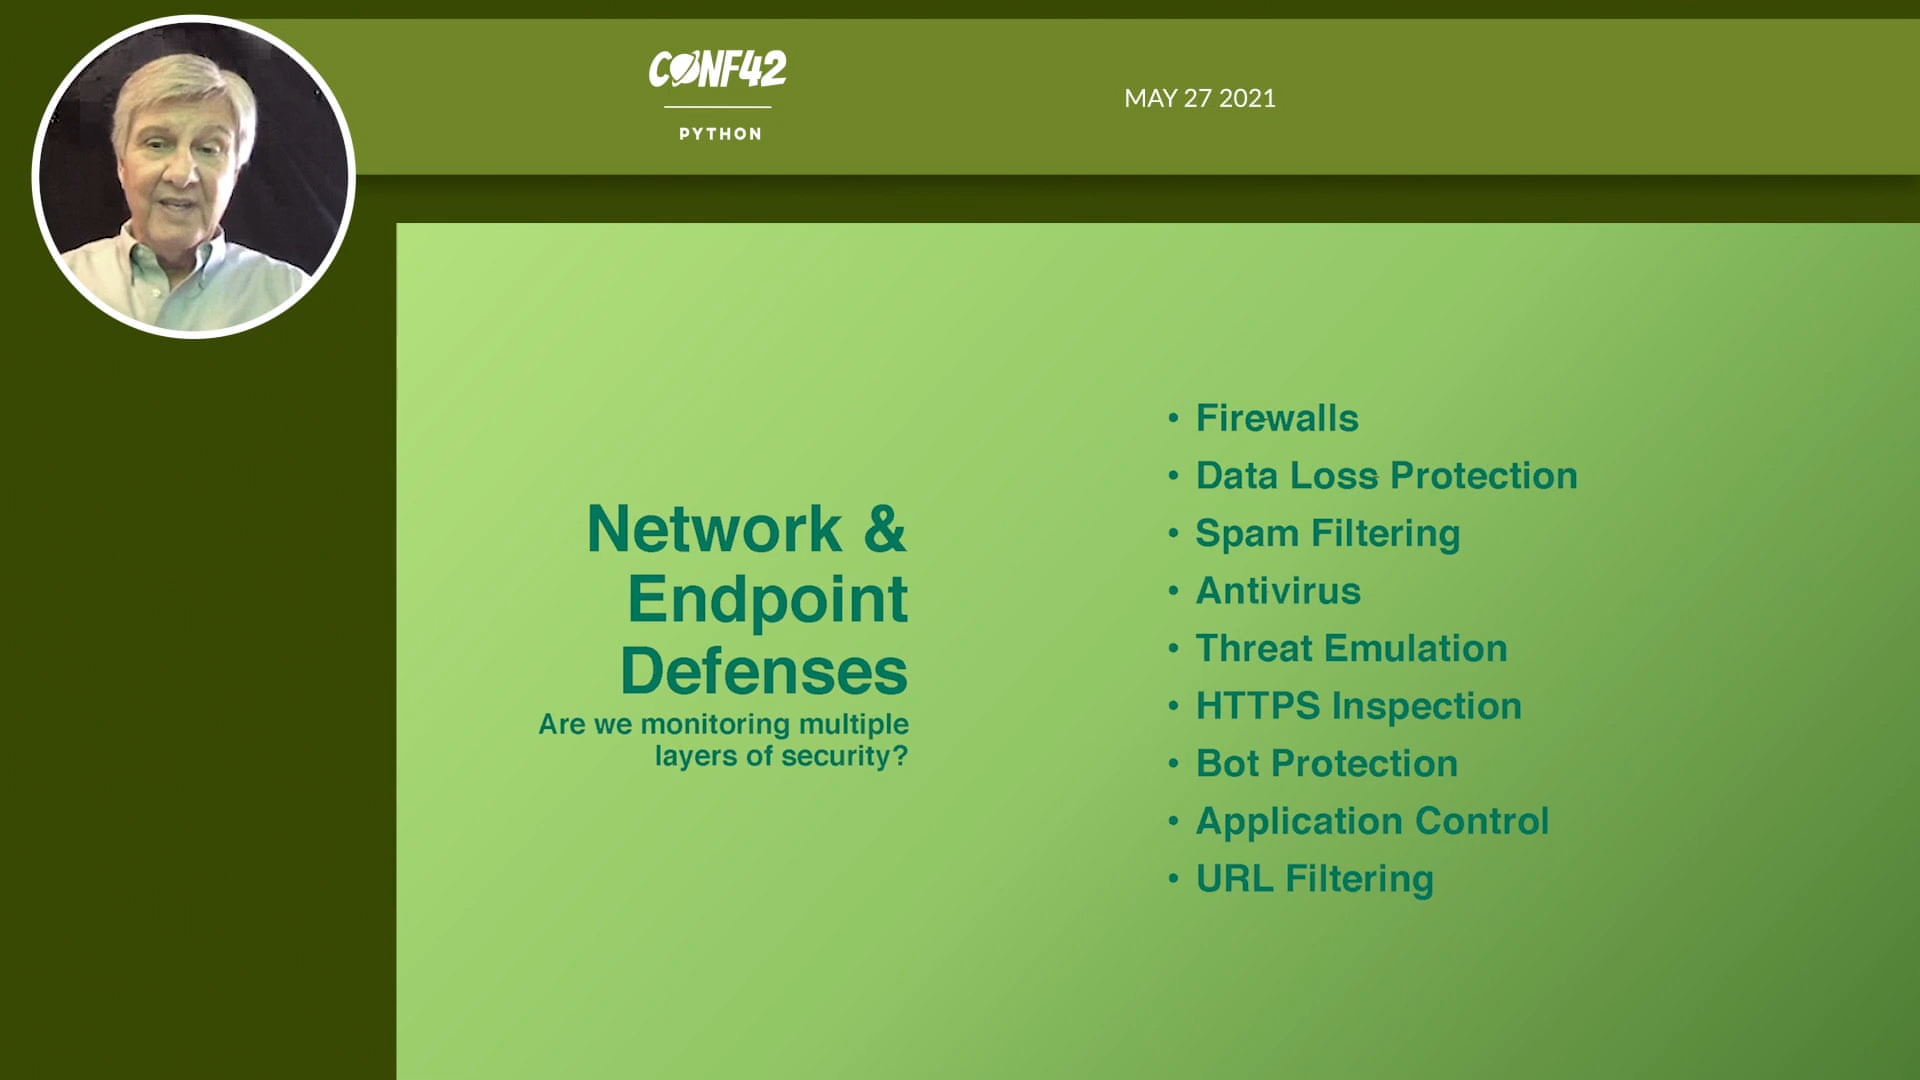 CONF42
PYTHON
MAY 27 2021
Network &
Endpoint
Defenses
Are we monitoring multiple
layers of security?
• Firewalls
• Data Loss Protection
• Spam Filtering
• Antivirus
• Threat Emulation
• HTTPS Inspection
• Bot Protection
• Application Control
• URL Filtering